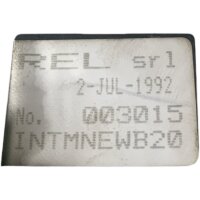 REL srl
2-JUL-1992
No. 003015
INTMNEWB20